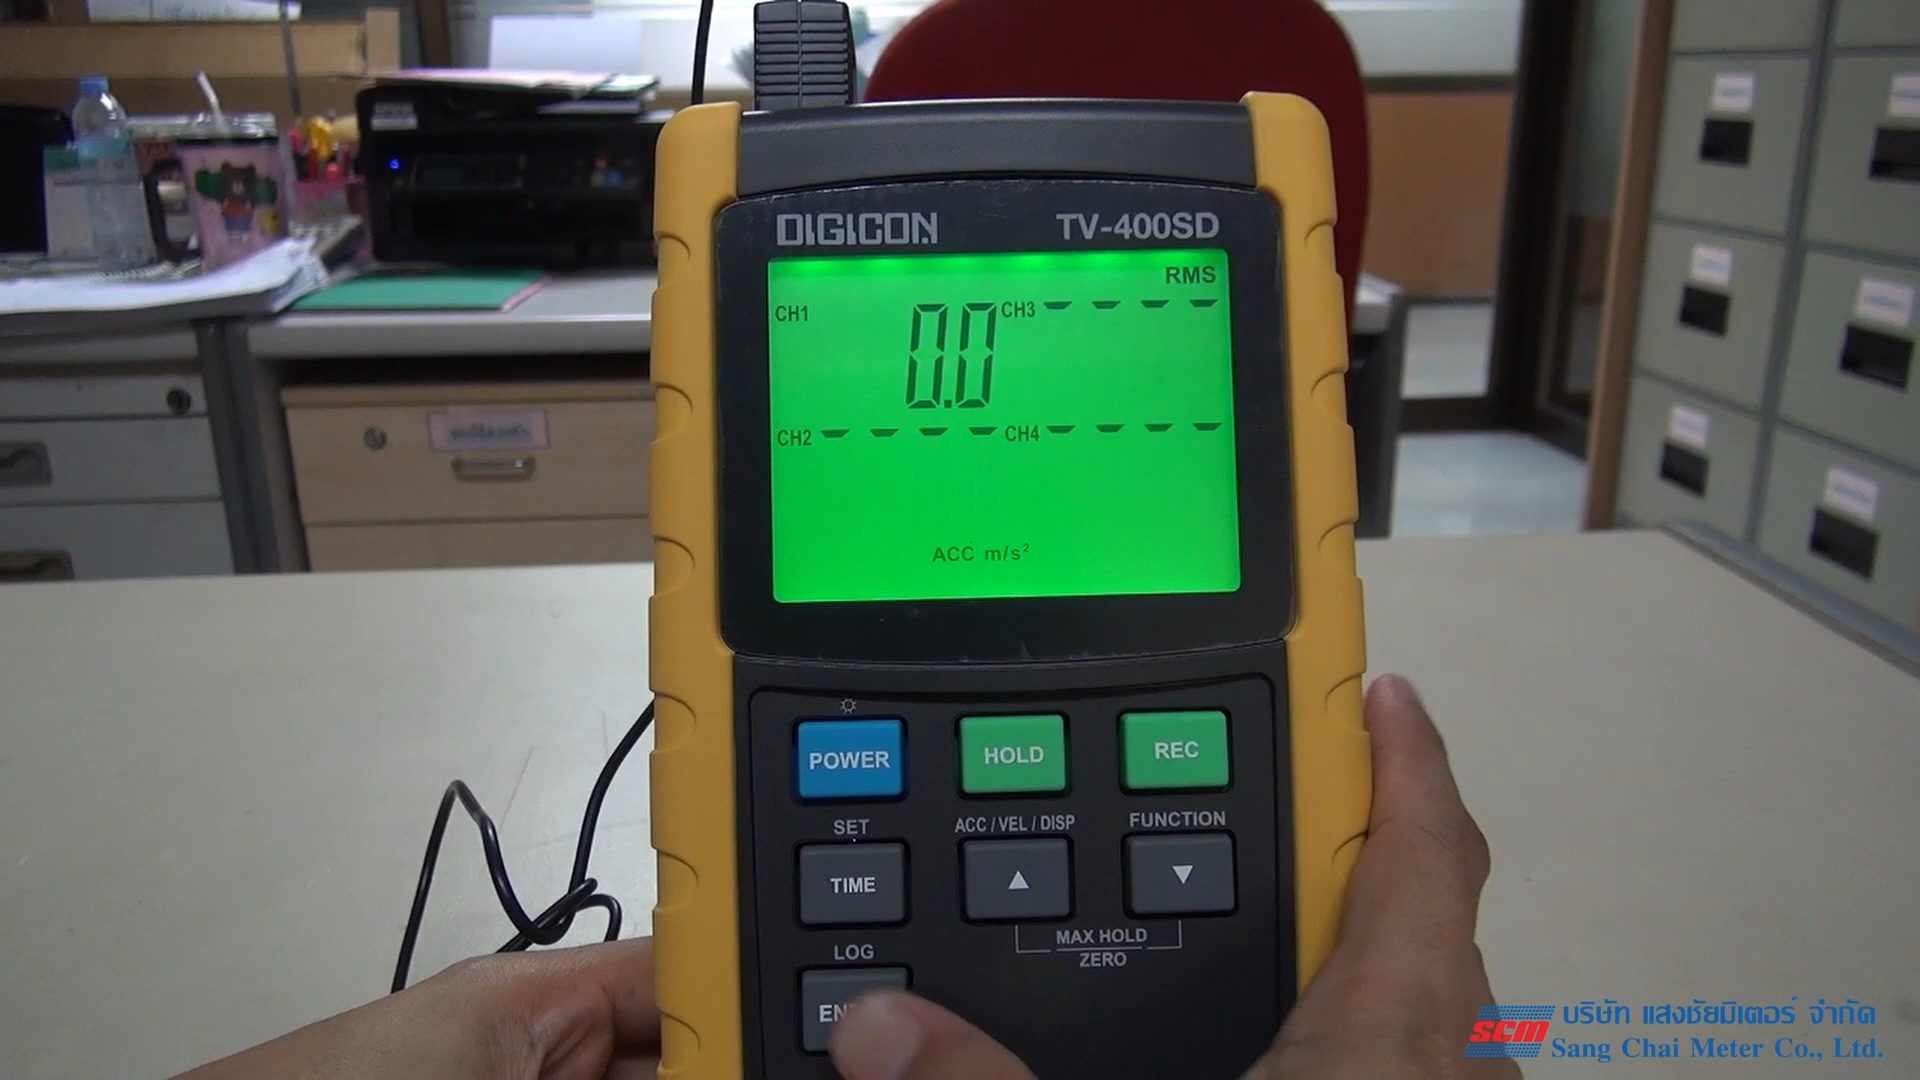 DIGICON TV-400SD
RMS
CH1 0.0 CH3 - - - -
CH2 - - - - CH4 - - - -
ACC m/s²
POWER HOLD REC
SET ACC / VEL / DISP FUNCTION
TIME ▲ ▼
LOG MAX HOLD
ZERO
SCM บริษัท แสงชัยมิเตอร์ จำกัด
Sang Chai Meter Co., Ltd.